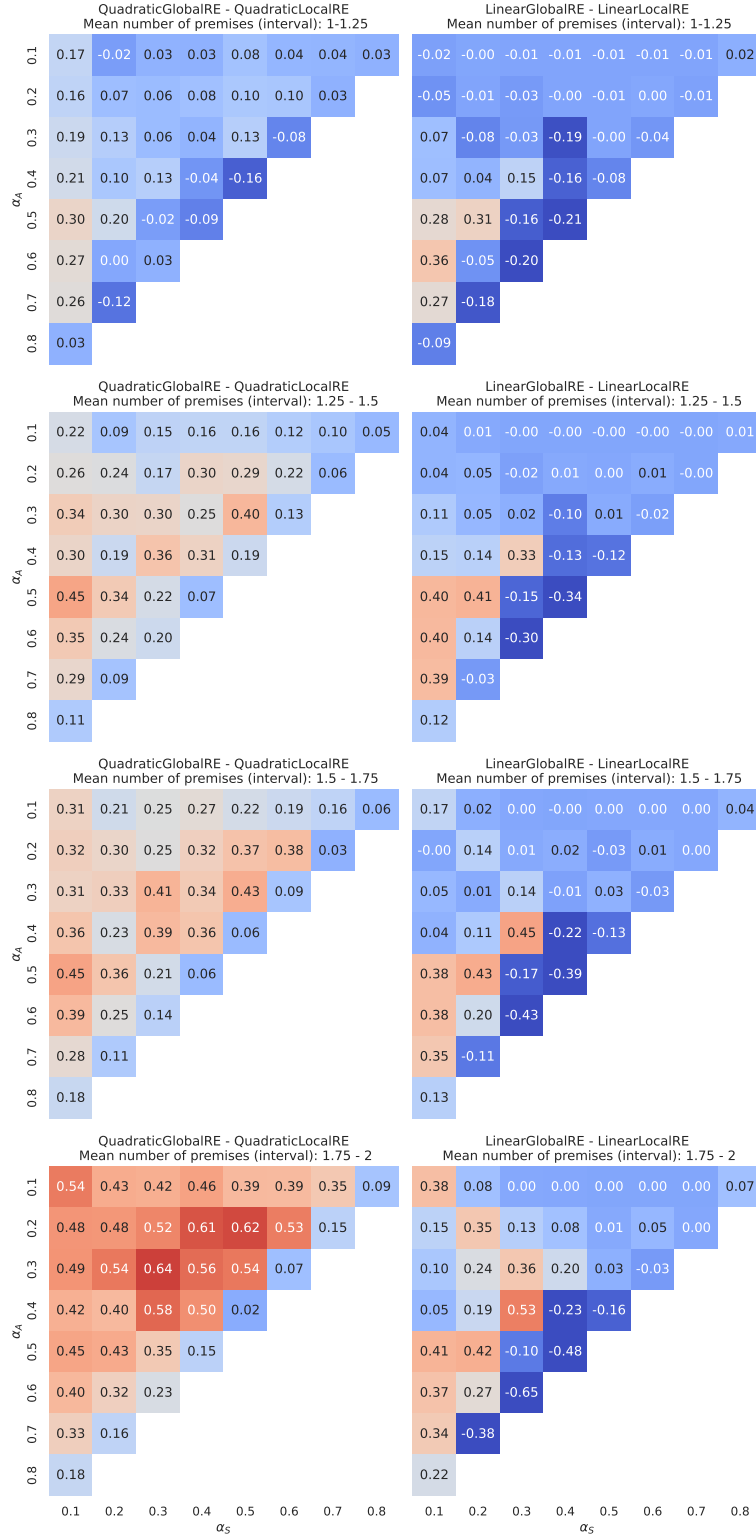 QuadraticGlobalRE - QuadraticLocalRE
Mean number of premises (interval): 1-1.25
0.1 0.17 -0.02 0.03 0.03 0.08 0.04 0.04 0.03
0.2 0.16 0.07 0.06 0.08 0.10 0.10 0.03
0.3 0.19 0.13 0.06 0.04 0.13 -0.08
0.4 0.21 0.10 0.13 -0.04 -0.16
α_A
0.5 0.30 0.20 -0.02 -0.09
0.6 0.27 0.00 0.03
0.7 0.26 -0.12
0.8 0.03
LinearGlobalRE - LinearLocalRE
Mean number of premises (interval): 1-1.25
-0.02 -0.00 -0.01 -0.01 -0.01 -0.01 -0.01 0.02
-0.05 -0.01 -0.03 -0.00 -0.01 0.00 -0.01
0.07 -0.08 -0.03 -0.19 -0.00 -0.04
0.07 0.04 0.15 -0.16 -0.08
0.28 0.31 -0.16 -0.21
0.36 -0.05 -0.20
0.27 -0.18
-0.09
QuadraticGlobalRE - QuadraticLocalRE
Mean number of premises (interval): 1.25 - 1.5
0.1 0.22 0.09 0.15 0.16 0.16 0.12 0.10 0.05
0.2 0.26 0.24 0.17 0.30 0.29 0.22 0.06
0.3 0.34 0.30 0.30 0.25 0.40 0.13
0.4 0.30 0.19 0.36 0.31 0.19
α_A
0.5 0.45 0.34 0.22 0.07
0.6 0.35 0.24 0.20
0.7 0.29 0.09
0.8 0.11
LinearGlobalRE - LinearLocalRE
Mean number of premises (interval): 1.25 - 1.5
0.04 0.01 -0.00 -0.00 -0.00 -0.00 -0.00 0.01
0.04 0.05 -0.02 0.01 0.00 0.01 -0.00
0.11 0.05 0.02 -0.10 0.01 -0.02
0.15 0.14 0.33 -0.13 -0.12
0.40 0.41 -0.15 -0.34
0.40 0.14 -0.30
0.39 -0.03
0.12
QuadraticGlobalRE - QuadraticLocalRE
Mean number of premises (interval): 1.5 - 1.75
0.1 0.31 0.21 0.25 0.27 0.22 0.19 0.16 0.06
0.2 0.32 0.30 0.25 0.32 0.37 0.38 0.03
0.3 0.31 0.33 0.41 0.34 0.43 0.09
0.4 0.36 0.23 0.39 0.36 0.06
α_A
0.5 0.45 0.36 0.21 0.06
0.6 0.39 0.25 0.14
0.7 0.28 0.11
0.8 0.18
LinearGlobalRE - LinearLocalRE
Mean number of premises (interval): 1.5 - 1.75
0.17 0.02 0.00 -0.00 0.00 0.00 0.00 0.04
-0.00 0.14 0.01 0.02 -0.03 0.01 0.00
0.05 0.01 0.14 -0.01 0.03 -0.03
0.04 0.11 0.45 -0.22 -0.13
0.38 0.43 -0.17 -0.39
0.38 0.20 -0.43
0.35 -0.11
0.13
QuadraticGlobalRE - QuadraticLocalRE
Mean number of premises (interval): 1.75 - 2
0.1 0.54 0.43 0.42 0.46 0.39 0.39 0.35 0.09
0.2 0.48 0.48 0.52 0.61 0.62 0.53 0.15
0.3 0.49 0.54 0.64 0.56 0.54 0.07
0.4 0.42 0.40 0.58 0.50 0.02
α_A
0.5 0.45 0.43 0.35 0.15
0.6 0.40 0.32 0.23
0.7 0.33 0.16
0.8 0.18
0.1 0.2 0.3 0.4 0.5 0.6 0.7 0.8
α_S
LinearGlobalRE - LinearLocalRE
Mean number of premises (interval): 1.75 - 2
0.38 0.08 0.00 0.00 0.00 0.00 0.00 0.07
0.15 0.35 0.13 0.08 0.01 0.05 0.00
0.10 0.24 0.36 0.20 0.03 -0.03
0.05 0.19 0.53 -0.23 -0.16
0.41 0.42 -0.10 -0.48
0.37 0.27 -0.65
0.34 -0.38
0.22
0.1 0.2 0.3 0.4 0.5 0.6 0.7 0.8
α_S